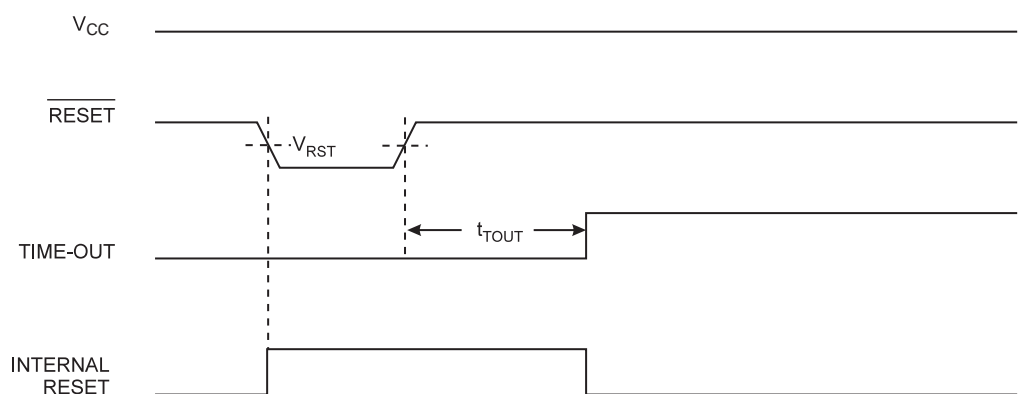 VCC
RESET
VRST
tTOUT
TIME-OUT
INTERNAL
RESET